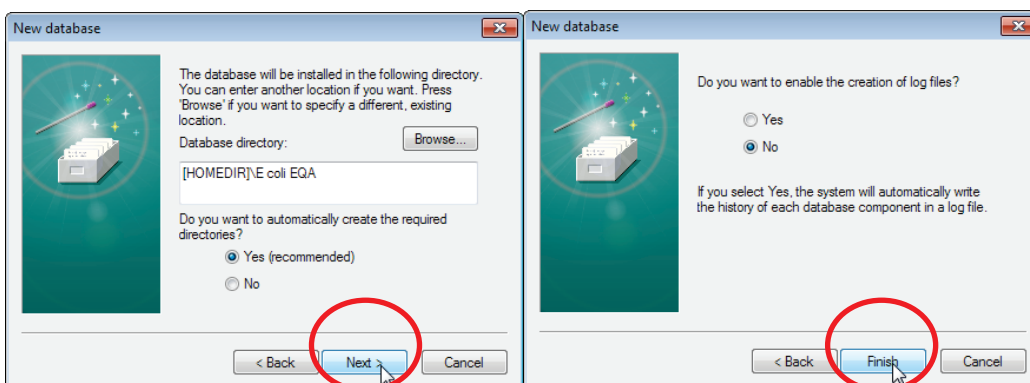 New database
The database will be installed in the following directory.
You can enter another location if you want. Press
'Browse' if you want to specify a different, existing
location.
Database directory:
Browse...
[HOMEDIR]\E coli EQA
Do you want to automatically create the required
directories?
Yes (recommended)
No
< Back
Next >
Cancel
New database
Do you want to enable the creation of log files?
Yes
No
If you select Yes, the system will automatically write
the history of each database component in a log file.
< Back
Finish
Cancel